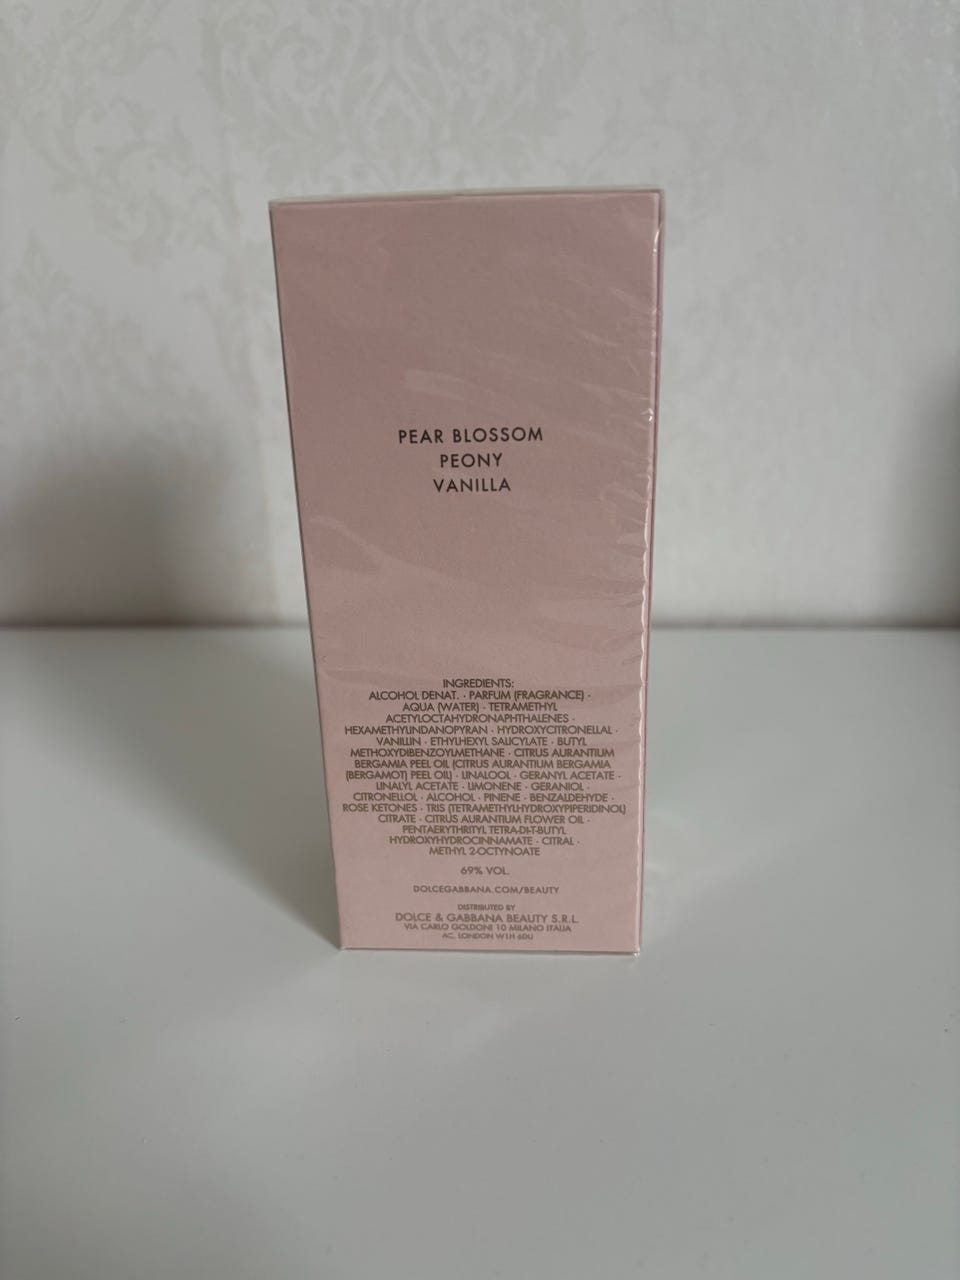 PEAR BLOSSOM
PEONY
VANILLA
INGREDIENTS:
ALCOHOL DENAT. · PARFUM (FRAGRANCE) ·
AQUA (WATER) · TETRAMETHYL
ACETYLOCTAHYDRONAPHTHALENES ·
HEXAMETHYLINDANOPYRAN · HYDROXYCITRONELLAL ·
VANILLIN · ETHYLHEXYL SALICYLATE · BUTYL
METHOXYDIBENZOYLMETHANE · CITRUS AURANTIUM
BERGAMIA PEEL OIL (CITRUS AURANTIUM BERGAMIA
(BERGAMOT) PEEL OIL) · LINALOOL · GERANYL ACETATE ·
LINALYL ACETATE · LIMONENE · GERANIOL ·
CITRONELLOL · ALCOHOL · PINENE · BENZALDEHYDE ·
ROSE KETONES · TRIS (TETRAMETHYLHYDROXYPIPERIDINOL)
CITRATE · CITRUS AURANTIUM FLOWER OIL ·
PENTAERYTHRITYL TETRA-DI-T-BUTYL
HYDROXYHYDROCINNAMATE · CITRAL ·
METHYL 2-OCTYNOATE
69% VOL.
DOLCEGABBANA.COM/BEAUTY
DISTRIBUTED BY
DOLCE & GABBANA BEAUTY S.R.L.
VIA CARLO GOLDONI 10 MILANO ITALIA
AC. LONDON W1H 6DU